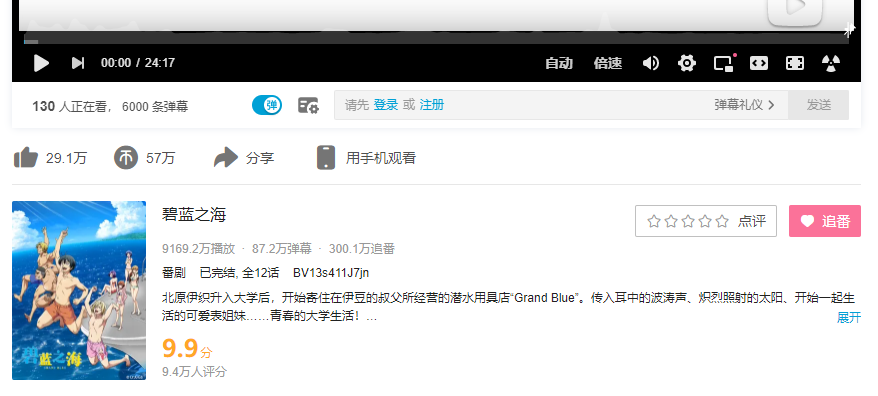 00:00 / 24:17
自动
倍速
130 人正在看， 6000 条弹幕
弹
请先 登录 或 注册
弹幕礼仪
发送
29.1万
57万
分享
用手机观看
碧蓝之海
点评
追番
9169.2万播放 · 87.2万弹幕 · 300.1万追番
番剧 已完结, 全12话 BV13s411J7jn
北原伊织升入大学后，开始寄住在伊豆的叔父所经营的潜水用具店“Grand Blue”。传入耳中的波涛声、炽烈照射的太阳、开始一起生
活的可爱表姐妹……青春的大学生活！…
展开
碧蓝之海
9.9分
9.4万人评分